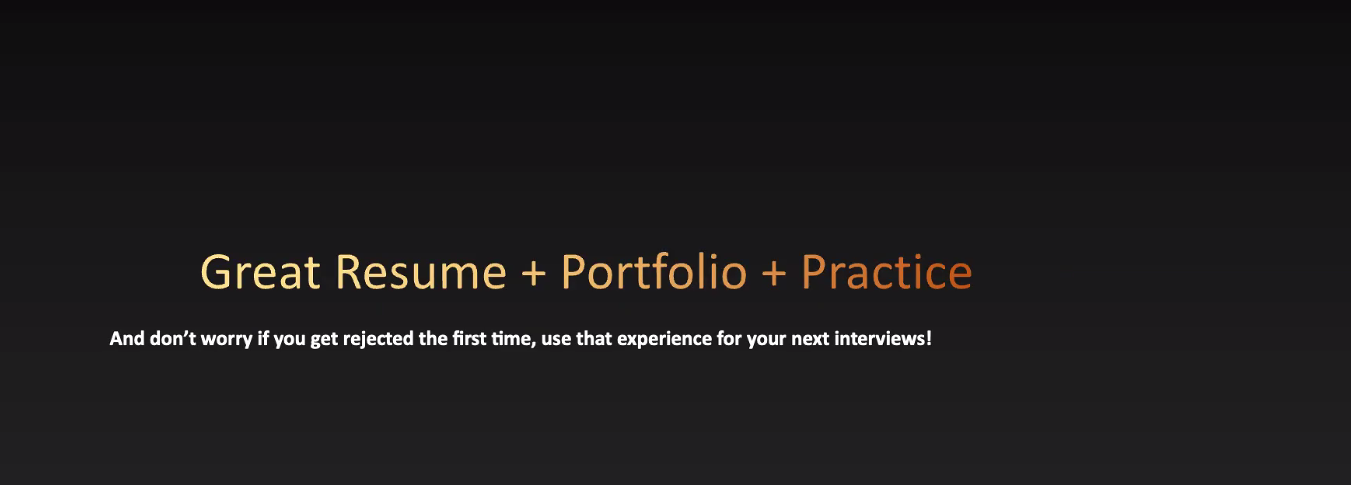 Great Resume + Portfolio + Practice
And don’t worry if you get rejected the first time, use that experience for your next interviews!